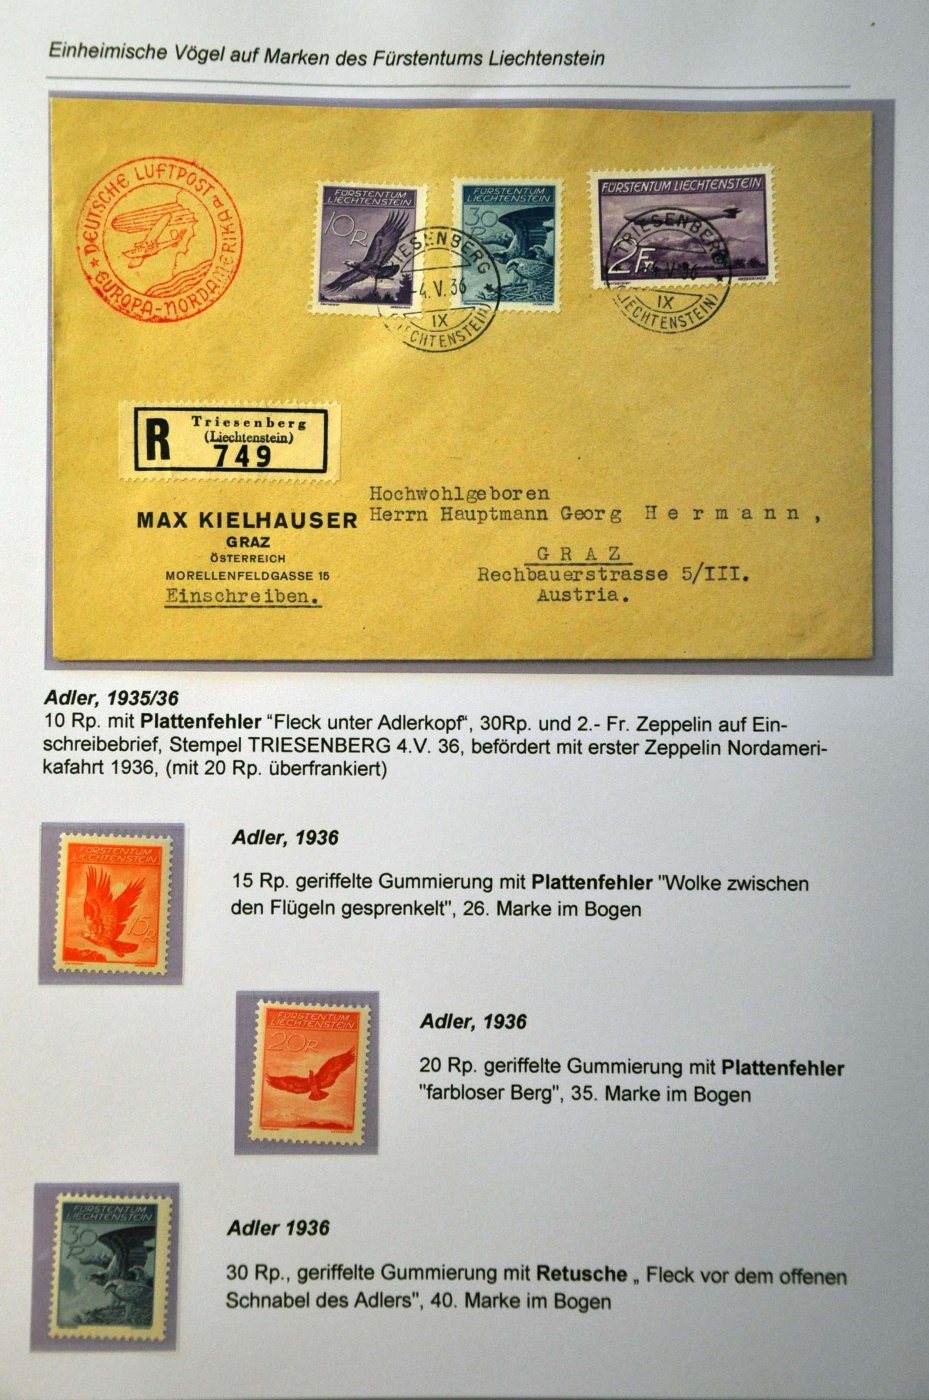 Einheimische Vögel auf Marken des Fürstentums Liechtenstein
DEUTSCHE LUFTPOST
EUROPA-NORDAMERIKA
FÜRSTENTUM
LIECHTENSTEIN
10 R
FÜRSTENTUM
LIECHTENSTEIN
30 R
FÜRSTENTUM LIECHTENSTEIN
2 Fr
TRIESENBERG
4.V.36
IX
(LIECHTENSTEIN)
TRIESENBERG
V.36
IX
(LIECHTENSTEIN)
R
Triesenberg
(Liechtenstein)
749
MAX KIELHAUSER
GRAZ
ÖSTERREICH
MORELLENFELDGASSE 15
Einschreiben.
Hochwohlgeboren
Herrn Hauptmann Georg Hermann,
GRAZ
Rechbauerstrasse 5/III.
Austria.
Adler, 1935/36
10 Rp. mit Plattenfehler “Fleck unter Adlerkopf“, 30Rp. und 2.- Fr. Zeppelin auf Ein-
schreibebrief, Stempel TRIESENBERG 4.V. 36, befördert mit erster Zeppelin Nordameri-
kafahrt 1936, (mit 20 Rp. überfrankiert)
FÜRSTENTUM
LIECHTENSTEIN
15 R
Adler, 1936
15 Rp. geriffelte Gummierung mit Plattenfehler "Wolke zwischen
den Flügeln gesprenkelt", 26. Marke im Bogen
FÜRSTENTUM
LIECHTENSTEIN
20 R
Adler, 1936
20 Rp. geriffelte Gummierung mit Plattenfehler
"farbloser Berg", 35. Marke im Bogen
FÜRSTENTUM
LIECHTENSTEIN
30 R
Adler 1936
30 Rp., geriffelte Gummierung mit Retusche „ Fleck vor dem offenen
Schnabel des Adlers", 40. Marke im Bogen